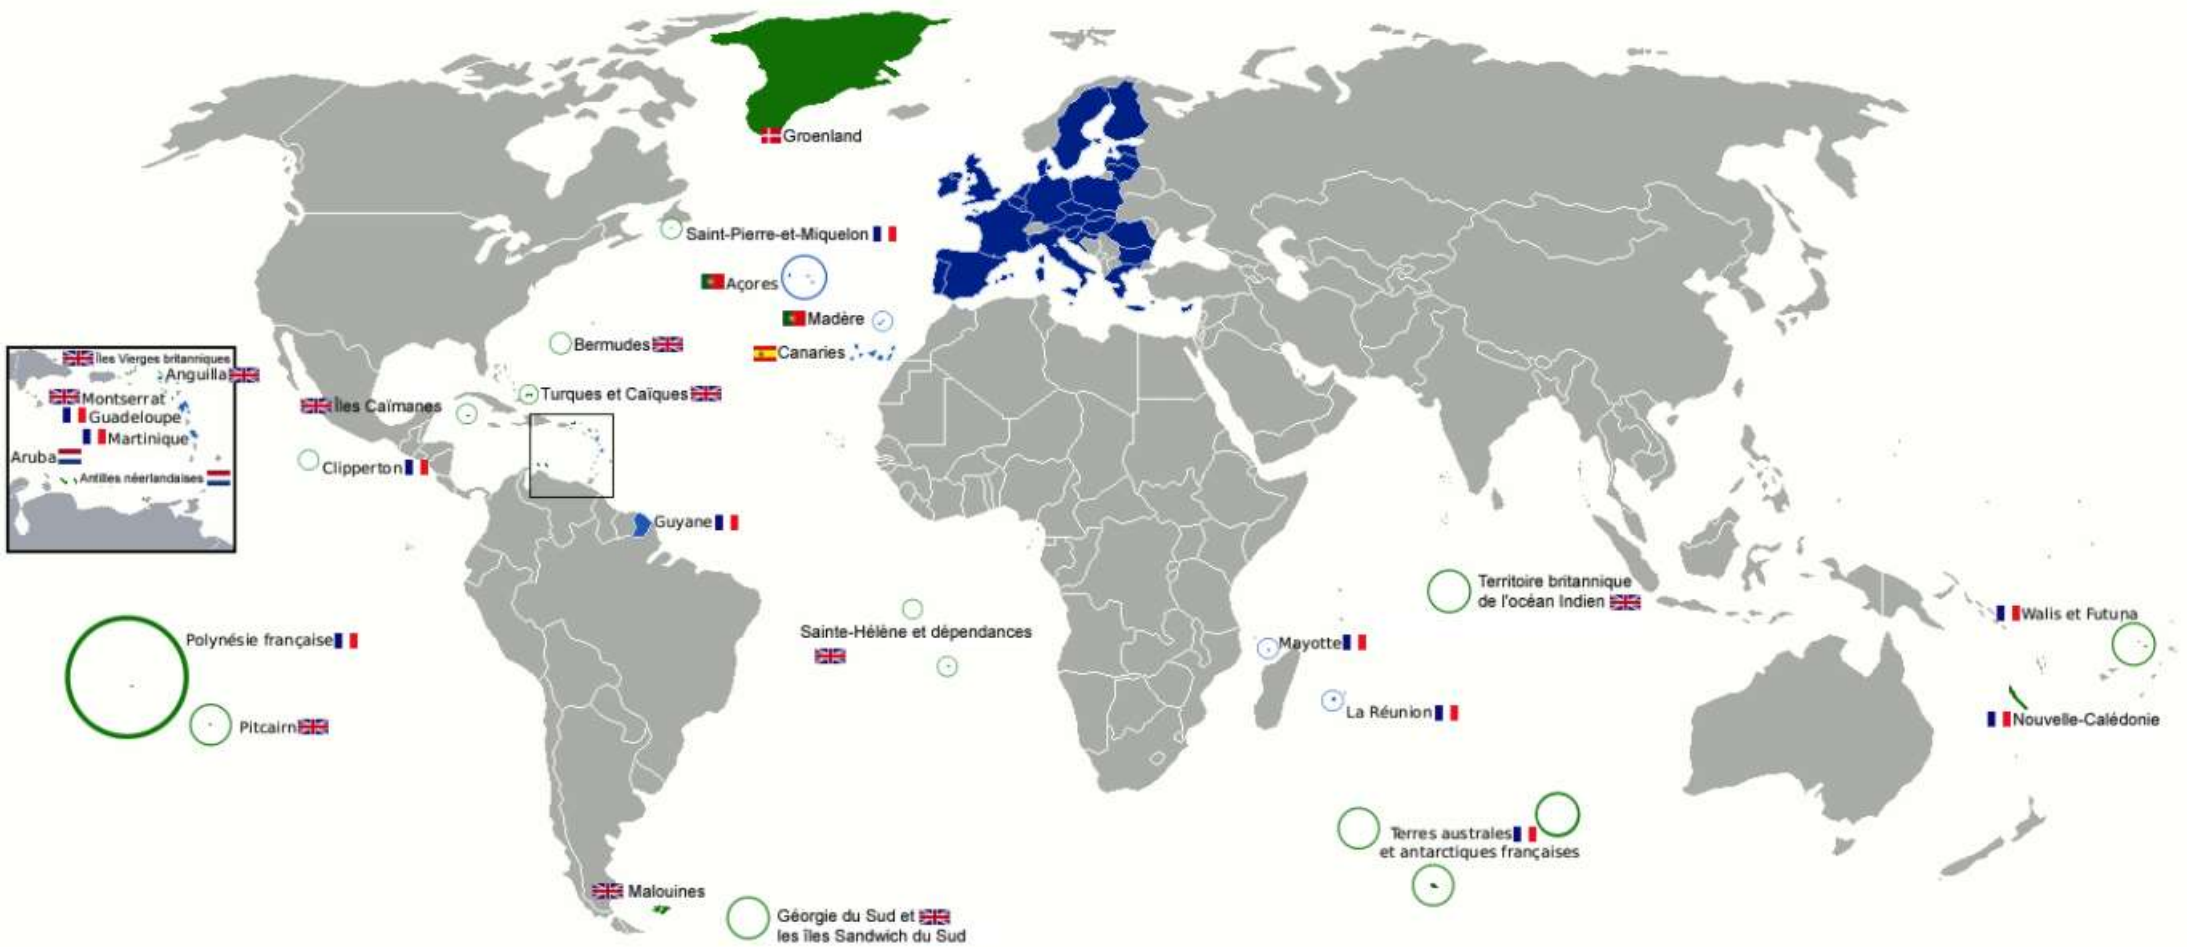 Groenland
Saint-Pierre-et-Miquelon
Açores
Madère
Canaries
Bermudes
Turques et Caïques
Îles Caïmanes
Clipperton
Îles Vierges britanniques
Anguilla
Montserrat
Guadeloupe
Martinique
Aruba
Antilles néerlandaises
Guyane
Polynésie française
Pitcairn
Sainte-Hélène et dépendances
Territoire britannique
de l'océan Indien
Mayotte
La Réunion
Walis et Futuna
Nouvelle-Calédonie
Terres australes
et antarctiques françaises
Malouines
Géorgie du Sud et
les îles Sandwich du Sud